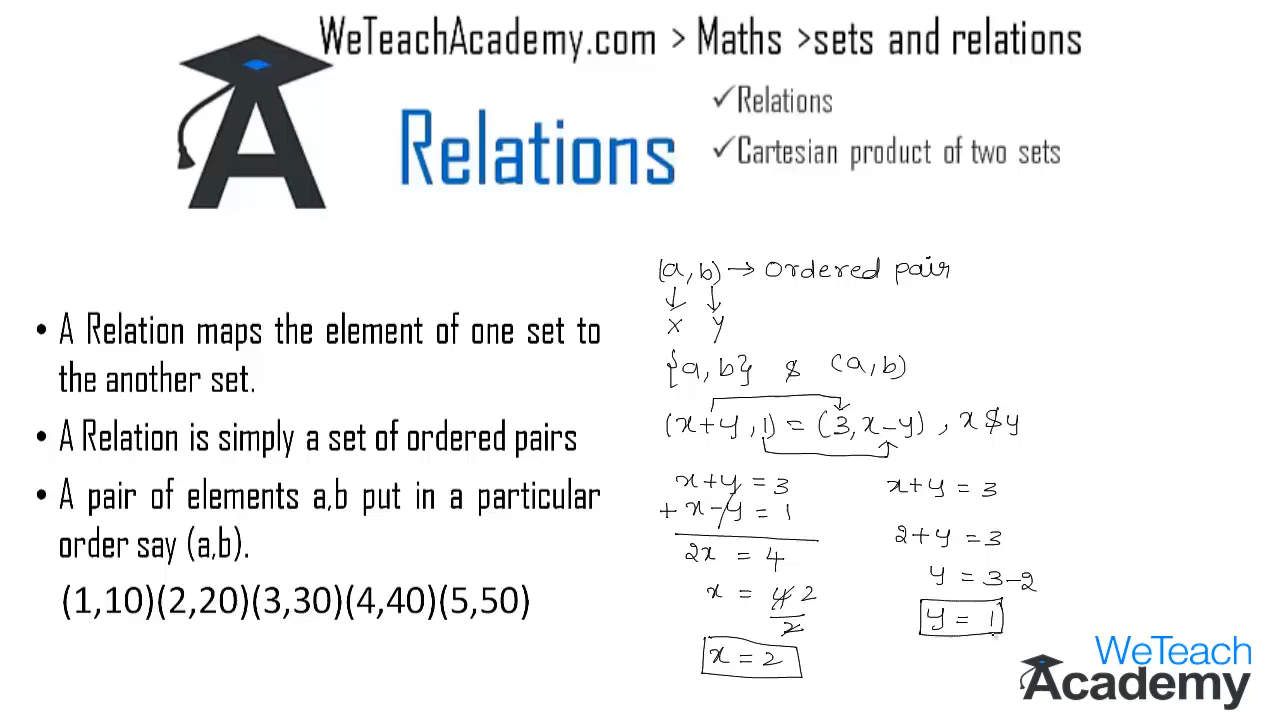 WeTeachAcademy.com > Maths >sets and relations
Relations
✓Relations
✓Cartesian product of two sets
• A Relation maps the element of one set to
the another set.
• A Relation is simply a set of ordered pairs
• A pair of elements a,b put in a particular
order say (a,b).
(1,10)(2,20)(3,30)(4,40)(5,50)
(a, b) → ordered pair
↓ ↓
x y
{a, b} & (a, b)
(x+y, 1) = (3, x-y), x & y
x+y = 3
+ x-y = 1
2x = 4
x = 4/2 2
x = 2
x+y = 3
2+y = 3
y = 3-2
y = 1
WeTeach
Academy